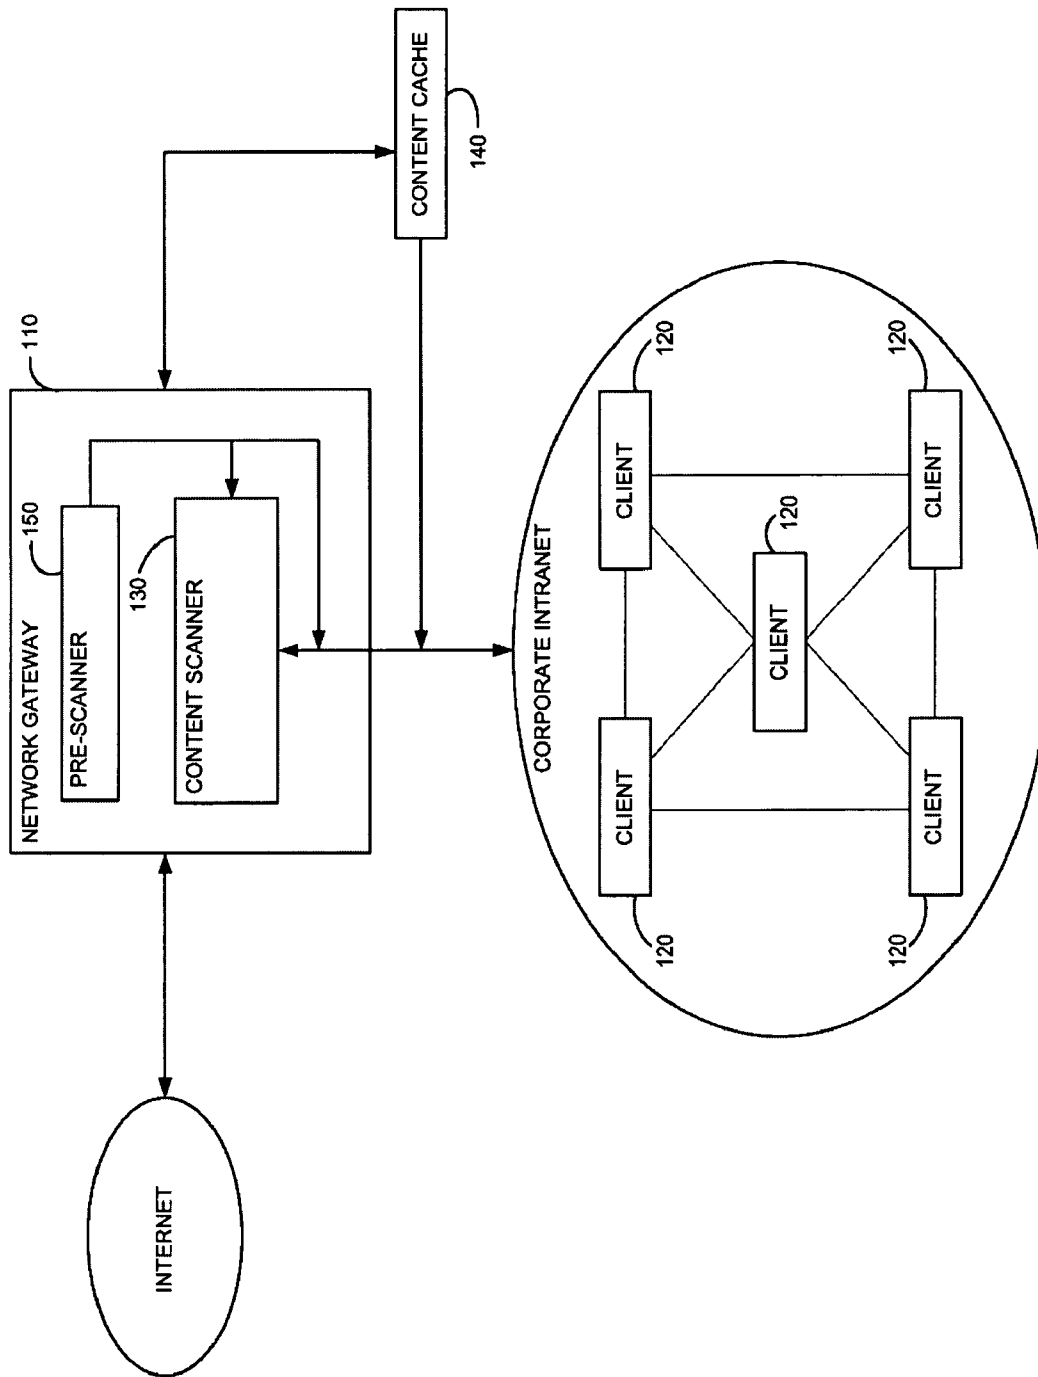 INTERNET
NETWORK GATEWAY
110
PRE-SCANNER
150
CONTENT SCANNER
130
CONTENT CACHE
140
CORPORATE INTRANET
CLIENT
120
CLIENT
120
CLIENT
120
CLIENT
120
CLIENT
120